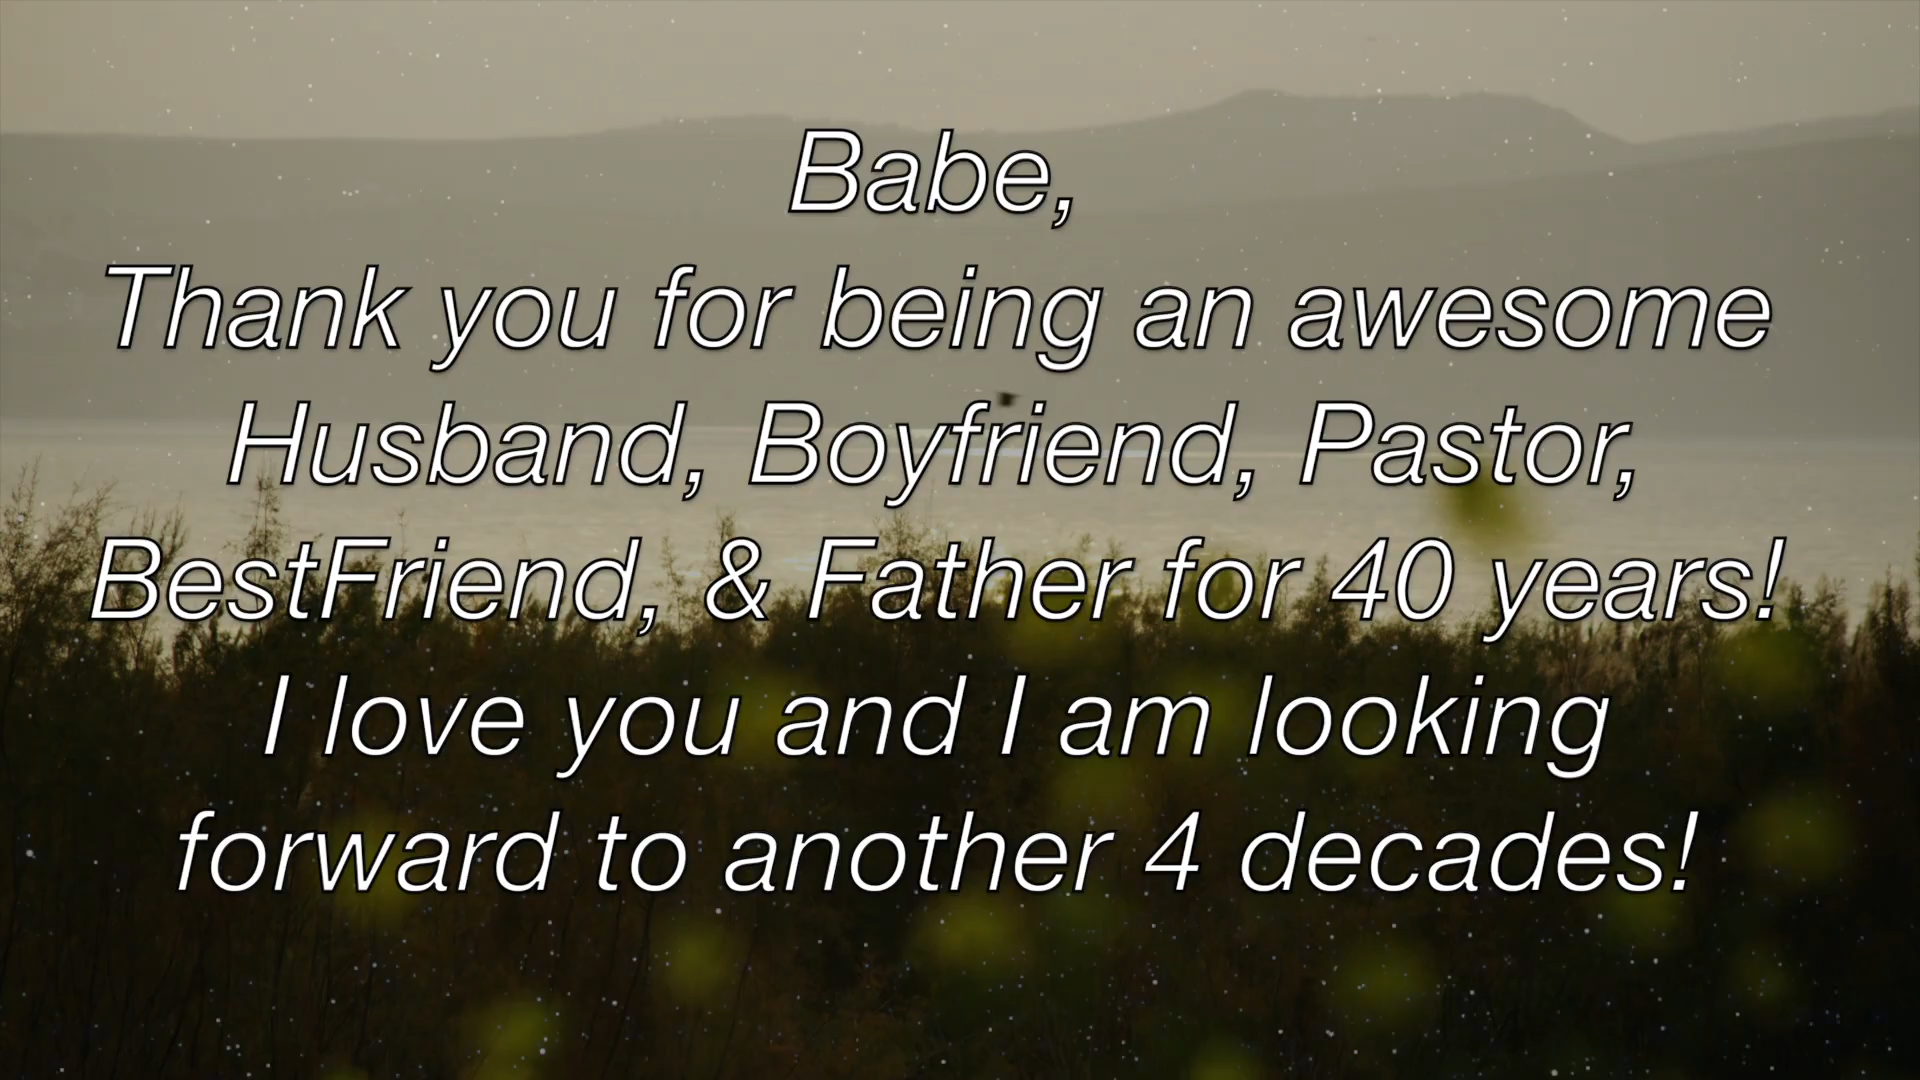 Babe,
Thank you for being an awesome
Husband, Boyfriend, Pastor,
BestFriend, & Father for 40 years!
I love you and I am looking
forward to another 4 decades!